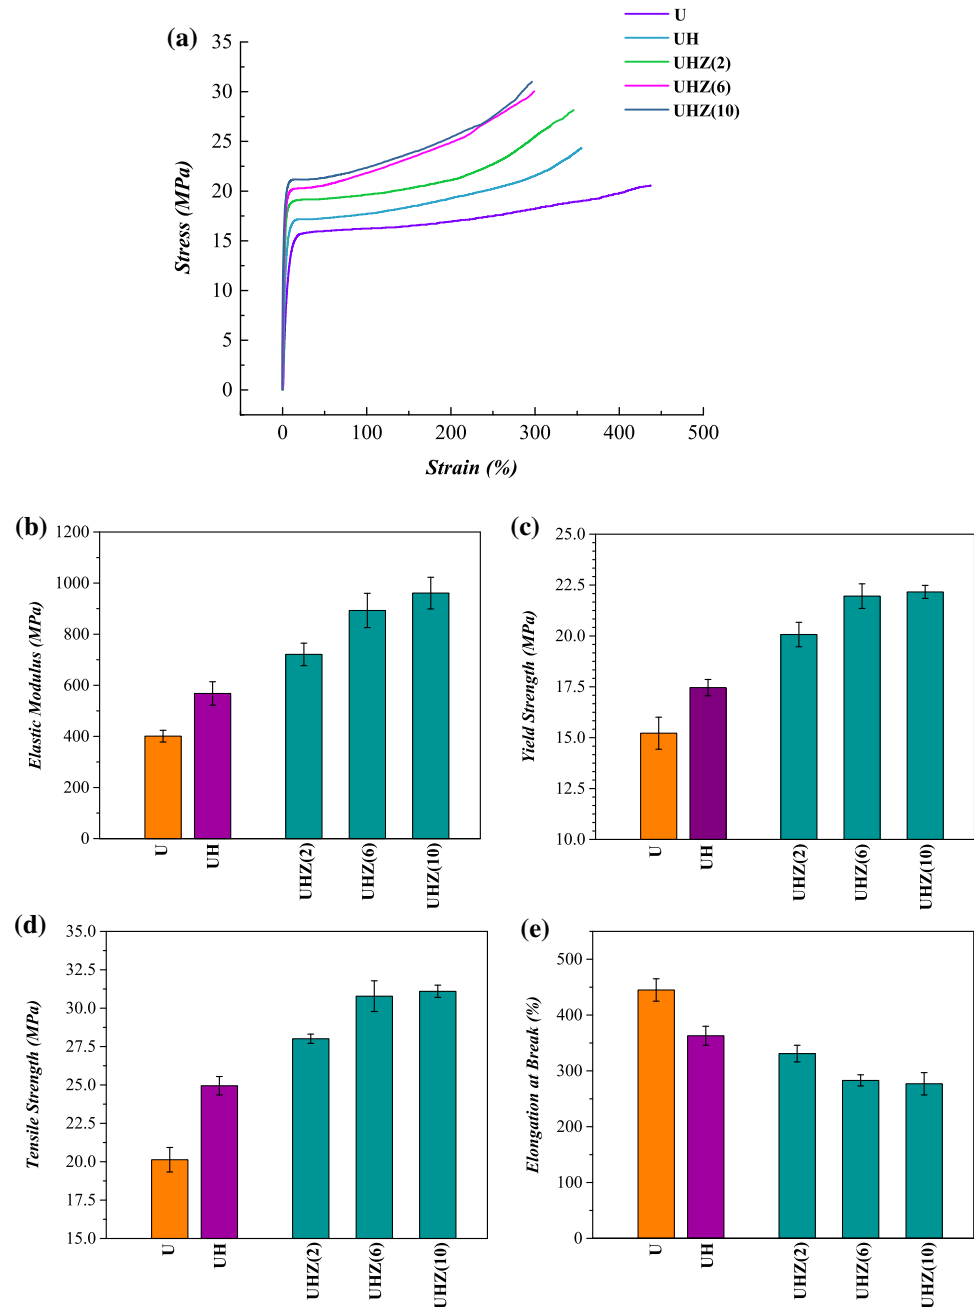 (a)
U
UH
UHZ(2)
UHZ(6)
UHZ(10)
35
30
25
20
15
10
5
0
Stress (MPa)
0 100 200 300 400 500
Strain (%)
(b)
1200
1000
800
600
400
200
0
Elastic Modulus (MPa)
U UH UHZ(2) UHZ(6) UHZ(10)
(c)
25.0
22.5
20.0
17.5
15.0
12.5
10.0
Yield Strength (MPa)
U UH UHZ(2) UHZ(6) UHZ(10)
(d)
35.0
32.5
30.0
27.5
25.0
22.5
20.0
17.5
15.0
Tensile Strength (MPa)
U UH UHZ(2) UHZ(6) UHZ(10)
(e)
500
400
300
200
100
0
Elongation at Break (%)
U UH UHZ(2) UHZ(6) UHZ(10)